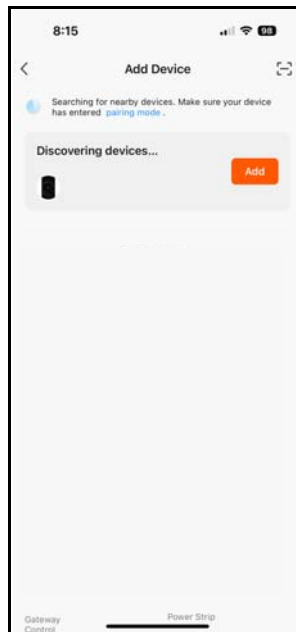 8:15
98
Add Device
Searching for nearby devices. Make sure your device
has entered pairing mode .
Discovering devices...
Add
Gateway
Control
Power Strip